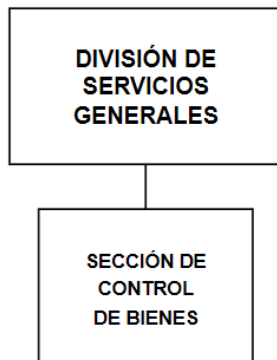 DIVISIÓN DE
SERVICIOS
GENERALES
SECCIÓN DE
CONTROL
DE BIENES